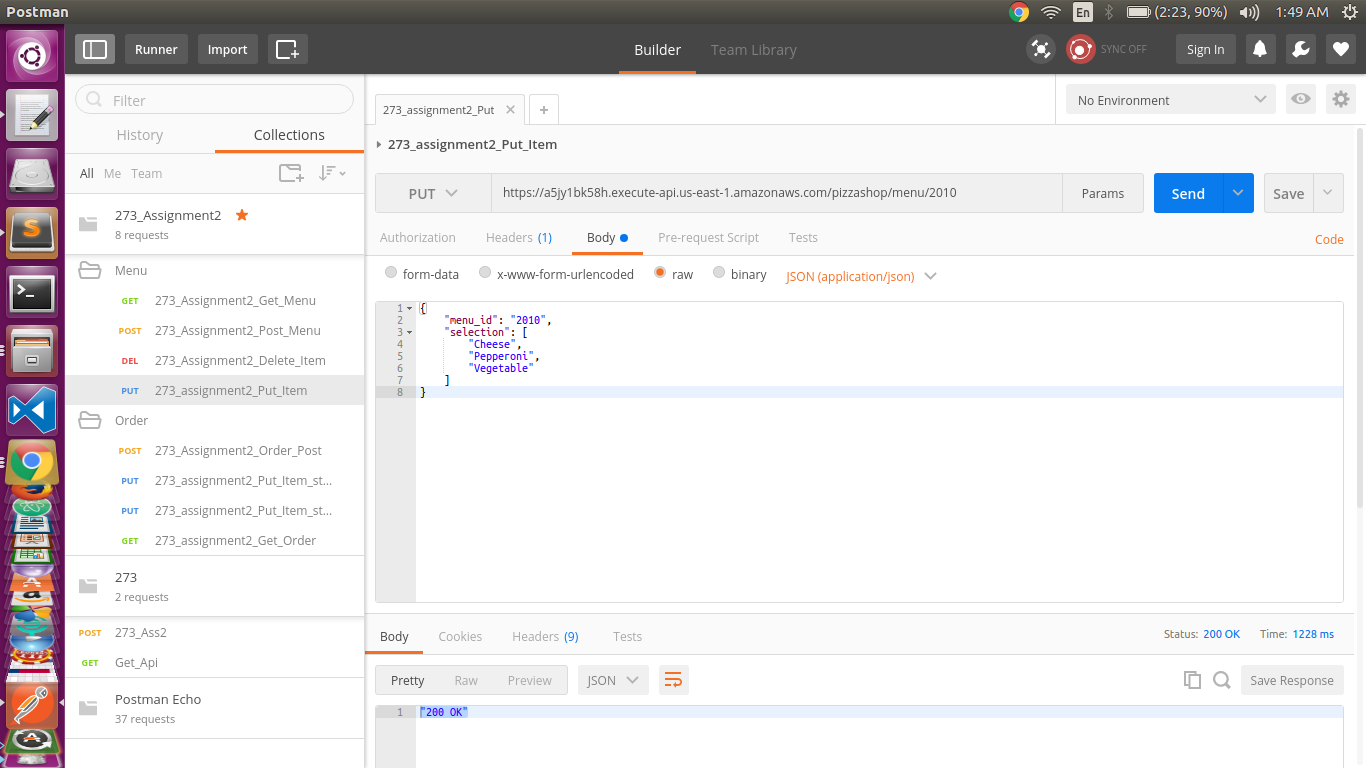 Postman
En
(2:23, 90%)
1:49 AM
Runner
Import
Builder
Team Library
SYNC OFF
Sign In
Filter
History
Collections
All
Me
Team
273_Assignment2
8 requests
Menu
GET 273_Assignment2_Get_Menu
POST 273_Assignment2_Post_Menu
DEL 273_Assignment2_Delete_Item
PUT 273_assignment2_Put_Item
Order
POST 273_Assignment2_Order_Post
PUT 273_assignment2_Put_Item_st...
PUT 273_assignment2_Put_Item_st...
GET 273_assignment2_Get_Order
273
2 requests
POST 273_Ass2
GET Get_Api
Postman Echo
37 requests
273_assignment2_Put
No Environment
273_assignment2_Put_Item
PUT
https://a5jy1bk58h.execute-api.us-east-1.amazonaws.com/pizzashop/menu/2010
Params
Send
Save
Authorization
Headers (1)
Body
Pre-request Script
Tests
Code
form-data
x-www-form-urlencoded
raw
binary
JSON (application/json)
1 {
2 "menu_id": "2010",
3 "selection": [
4 "Cheese",
5 "Pepperoni",
6 "Vegetable"
7 ]
8 }
Body
Cookies
Headers (9)
Tests
Status: 200 OK
Time: 1228 ms
Pretty
Raw
Preview
JSON
Save Response
1 "200 OK"